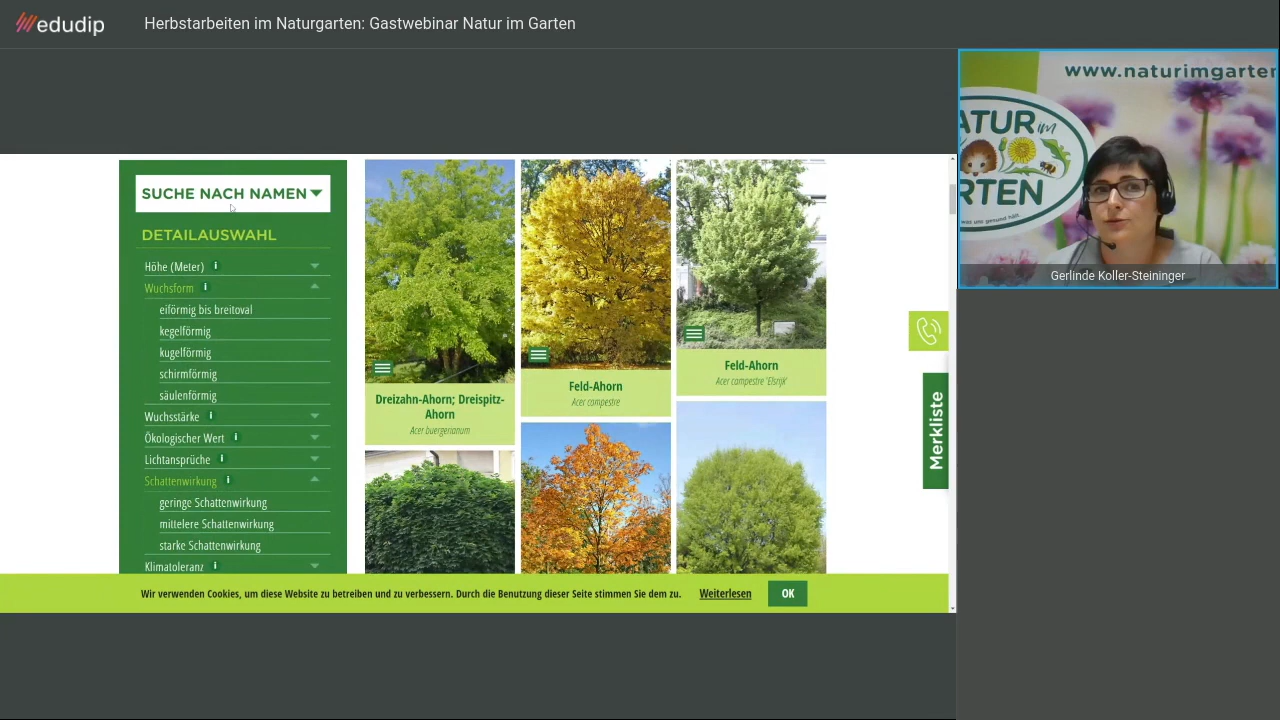 edudip
Herbstarbeiten im Naturgarten: Gastwebinar Natur im Garten
www.naturimgarten
NATUR im
GARTEN
Gerlinde Koller-Steininger
SUCHE NACH NAMEN
DETAILAUSWAHL
Höhe (Meter) i
Wuchsform i
eiförmig bis breitoval
kegelförmig
kugelförmig
schirmförmig
säulenförmig
Wuchsstärke i
Ökologischer Wert i
Lichtansprüche i
Schattenwirkung i
geringe Schattenwirkung
mittelere Schattenwirkung
starke Schattenwirkung
Klimatoleranz i
Dreizahn-Ahorn; Dreispitz-
Ahorn
Acer buergerianum
Feld-Ahorn
Acer campestre
Feld-Ahorn
Acer campestre 'Elsrijk'
Merkliste
Wir verwenden Cookies, um diese Website zu betreiben und zu verbessern. Durch die Benutzung dieser Seite stimmen Sie dem zu. Weiterlesen OK